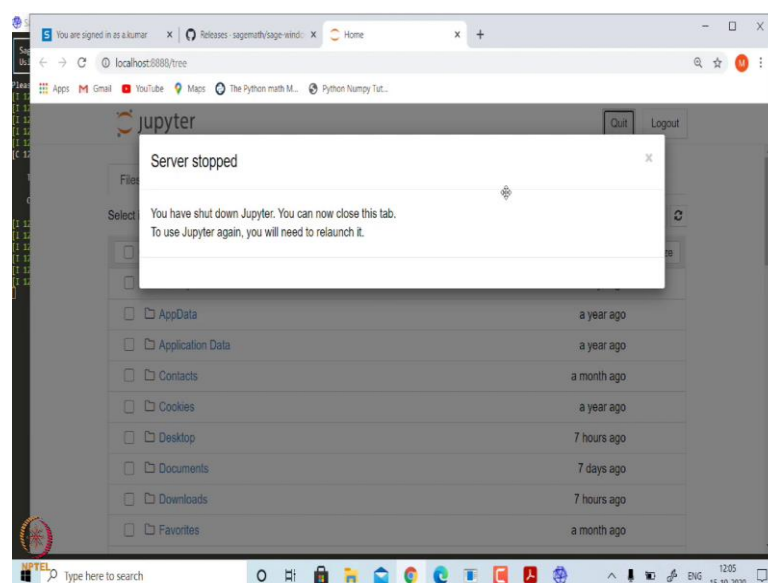 S You are signed in as a.kumar x Releases - sagemath/sage-windo x Home x +
localhost:8888/tree M
Apps M Gmail YouTube Maps The Python math M... Python Numpy Tut...
jupyter Quit Logout
Server stopped x
Files
You have shut down Jupyter. You can now close this tab.
Select
To use Jupyter again, you will need to relaunch it.
AppData a year ago
Application Data a year ago
Contacts a month ago
Cookies a year ago
Desktop 7 hours ago
Documents 7 days ago
Downloads 7 hours ago
Favorites a month ago
NPTEL
Type here to search ENG 12:05
15-10-2020